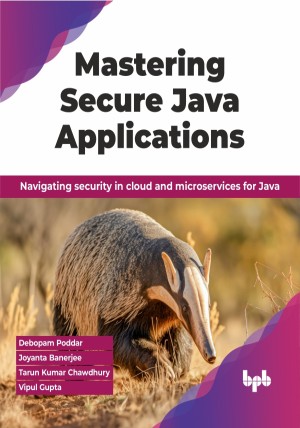 Mastering
Secure Java
Applications
Navigating security in cloud and microservices for Java
Debopam Poddar
Joyanta Banerjee
Tarun Kumar Chawdhury
Vipul Gupta
bpb